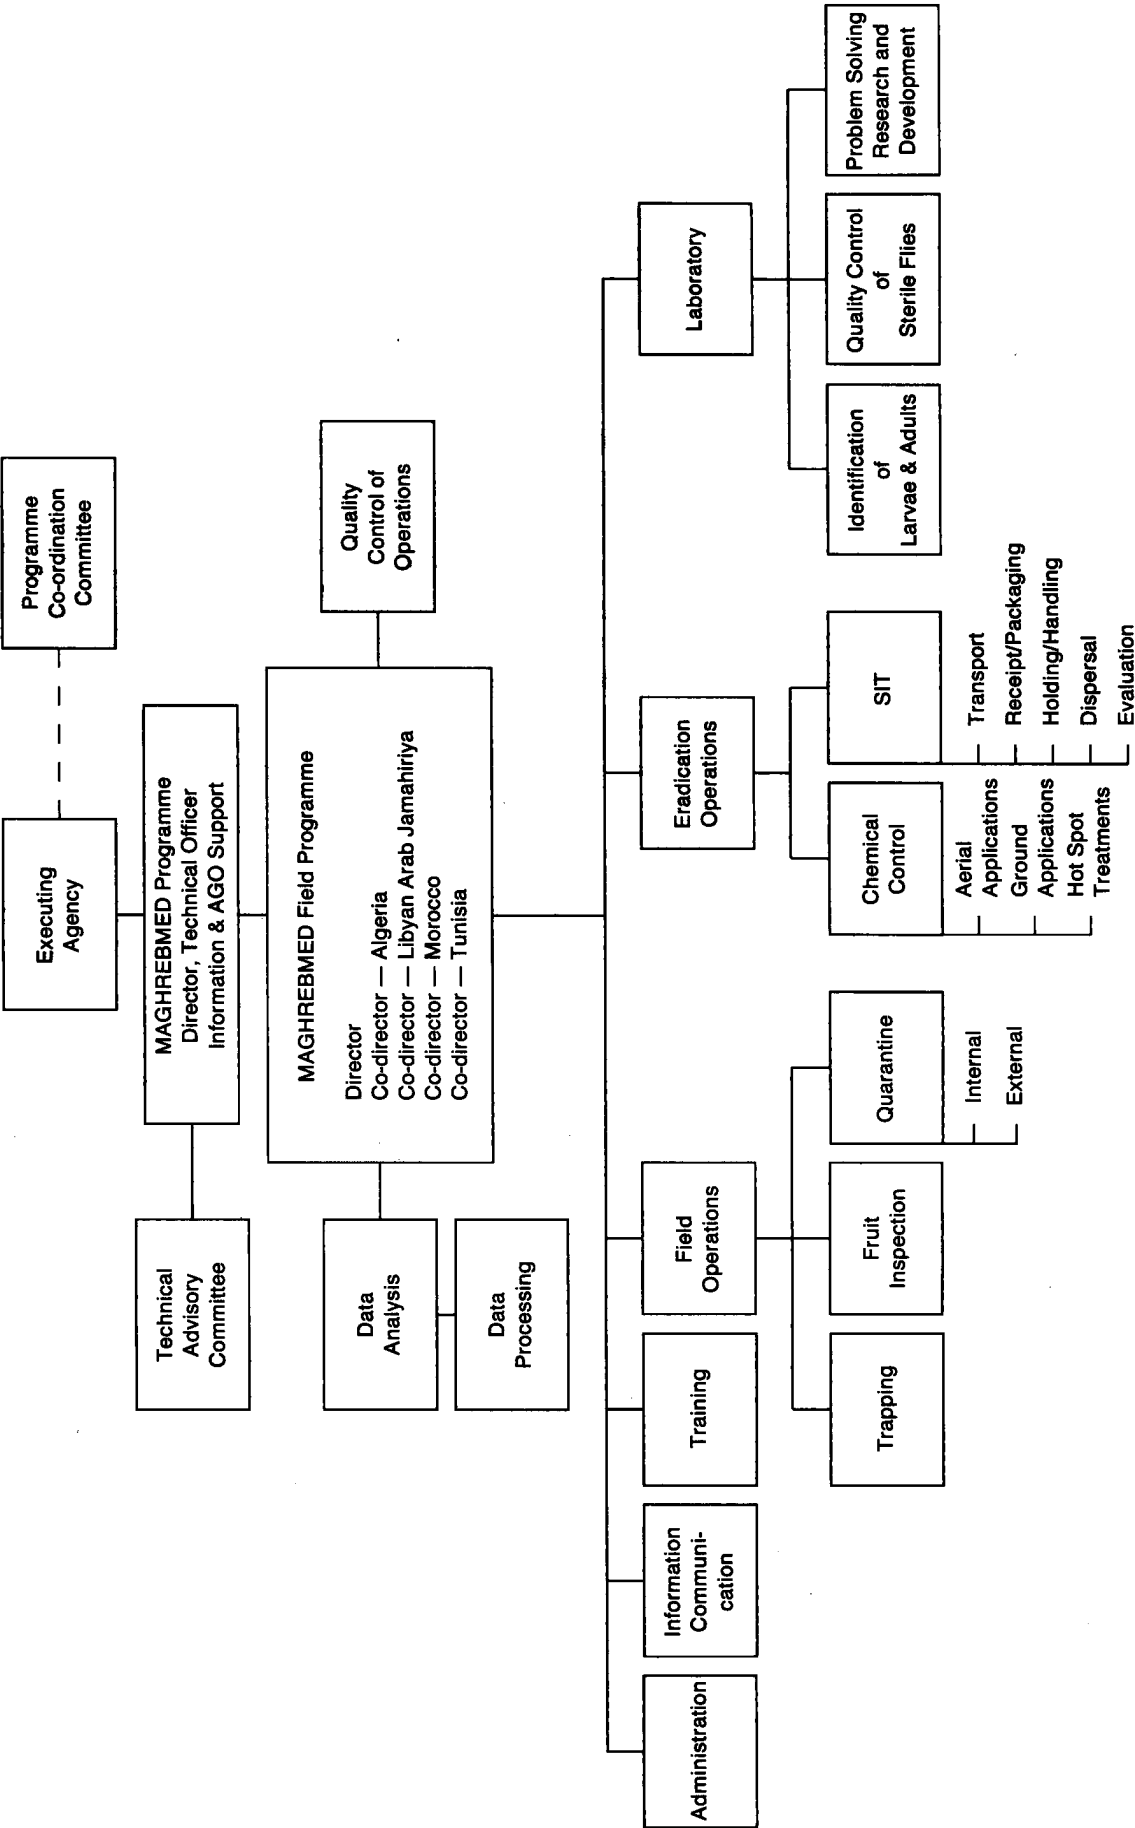 Executing
Agency
Programme
Co-ordination
Committee
MAGHREBMED Programme
Director, Technical Officer
Information & AGO Support
Technical
Advisory
Committee
MAGHREBMED Field Programme
Director
Co-director — Algeria
Co-director — Libyan Arab Jamahiriya
Co-director — Morocco
Co-director — Tunisia
Quality
Control of
Operations
Data
Analysis
Data
Processing
Administration
Information
Communi-
cation
Training
Field
Operations
Eradication
Operations
Laboratory
Trapping
Fruit
Inspection
Quarantine
Internal
External
Chemical
Control
Aerial
Applications
Ground
Applications
Hot Spot
Treatments
SIT
Transport
Receipt/Packaging
Holding/Handling
Dispersal
Evaluation
Identification
of
Larvae & Adults
Quality Control
of
Sterile Flies
Problem Solving
Research and
Development